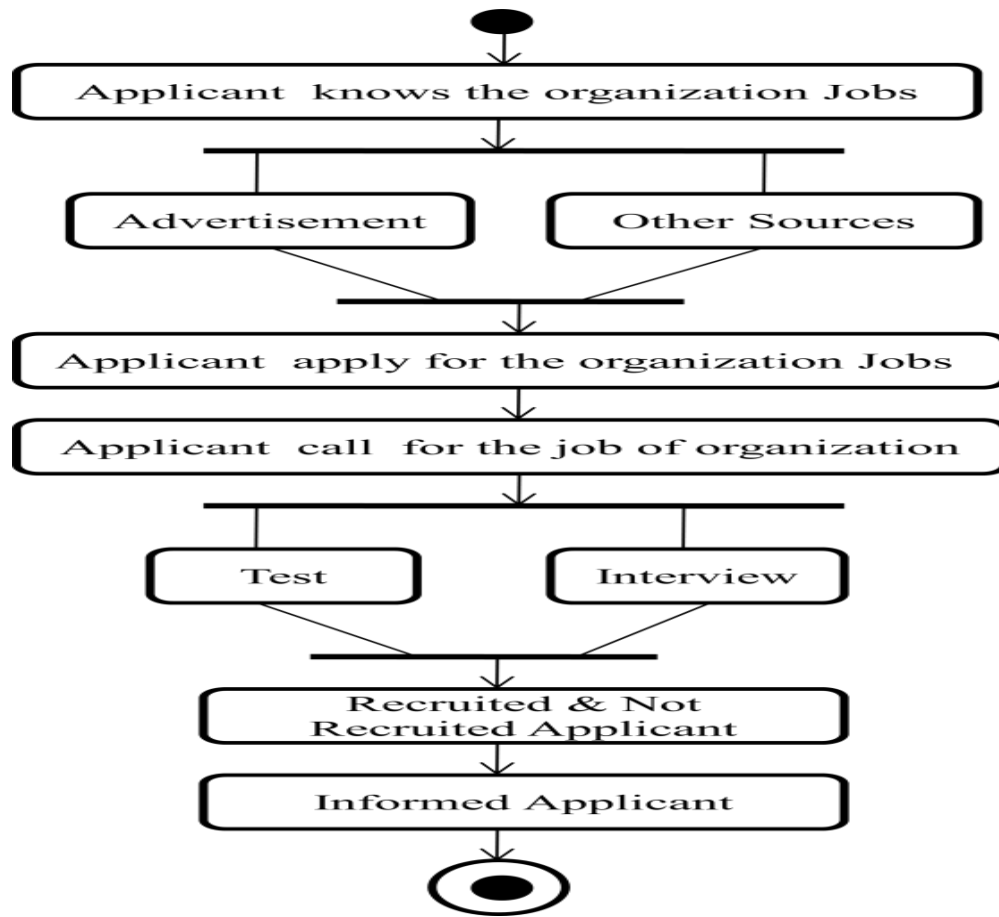 Applicant knows the organization Jobs
Advertisement
Other Sources
Applicant apply for the organization Jobs
Applicant call for the job of organization
Test
Interview
Recruited & Not
Recruited Applicant
Informed Applicant